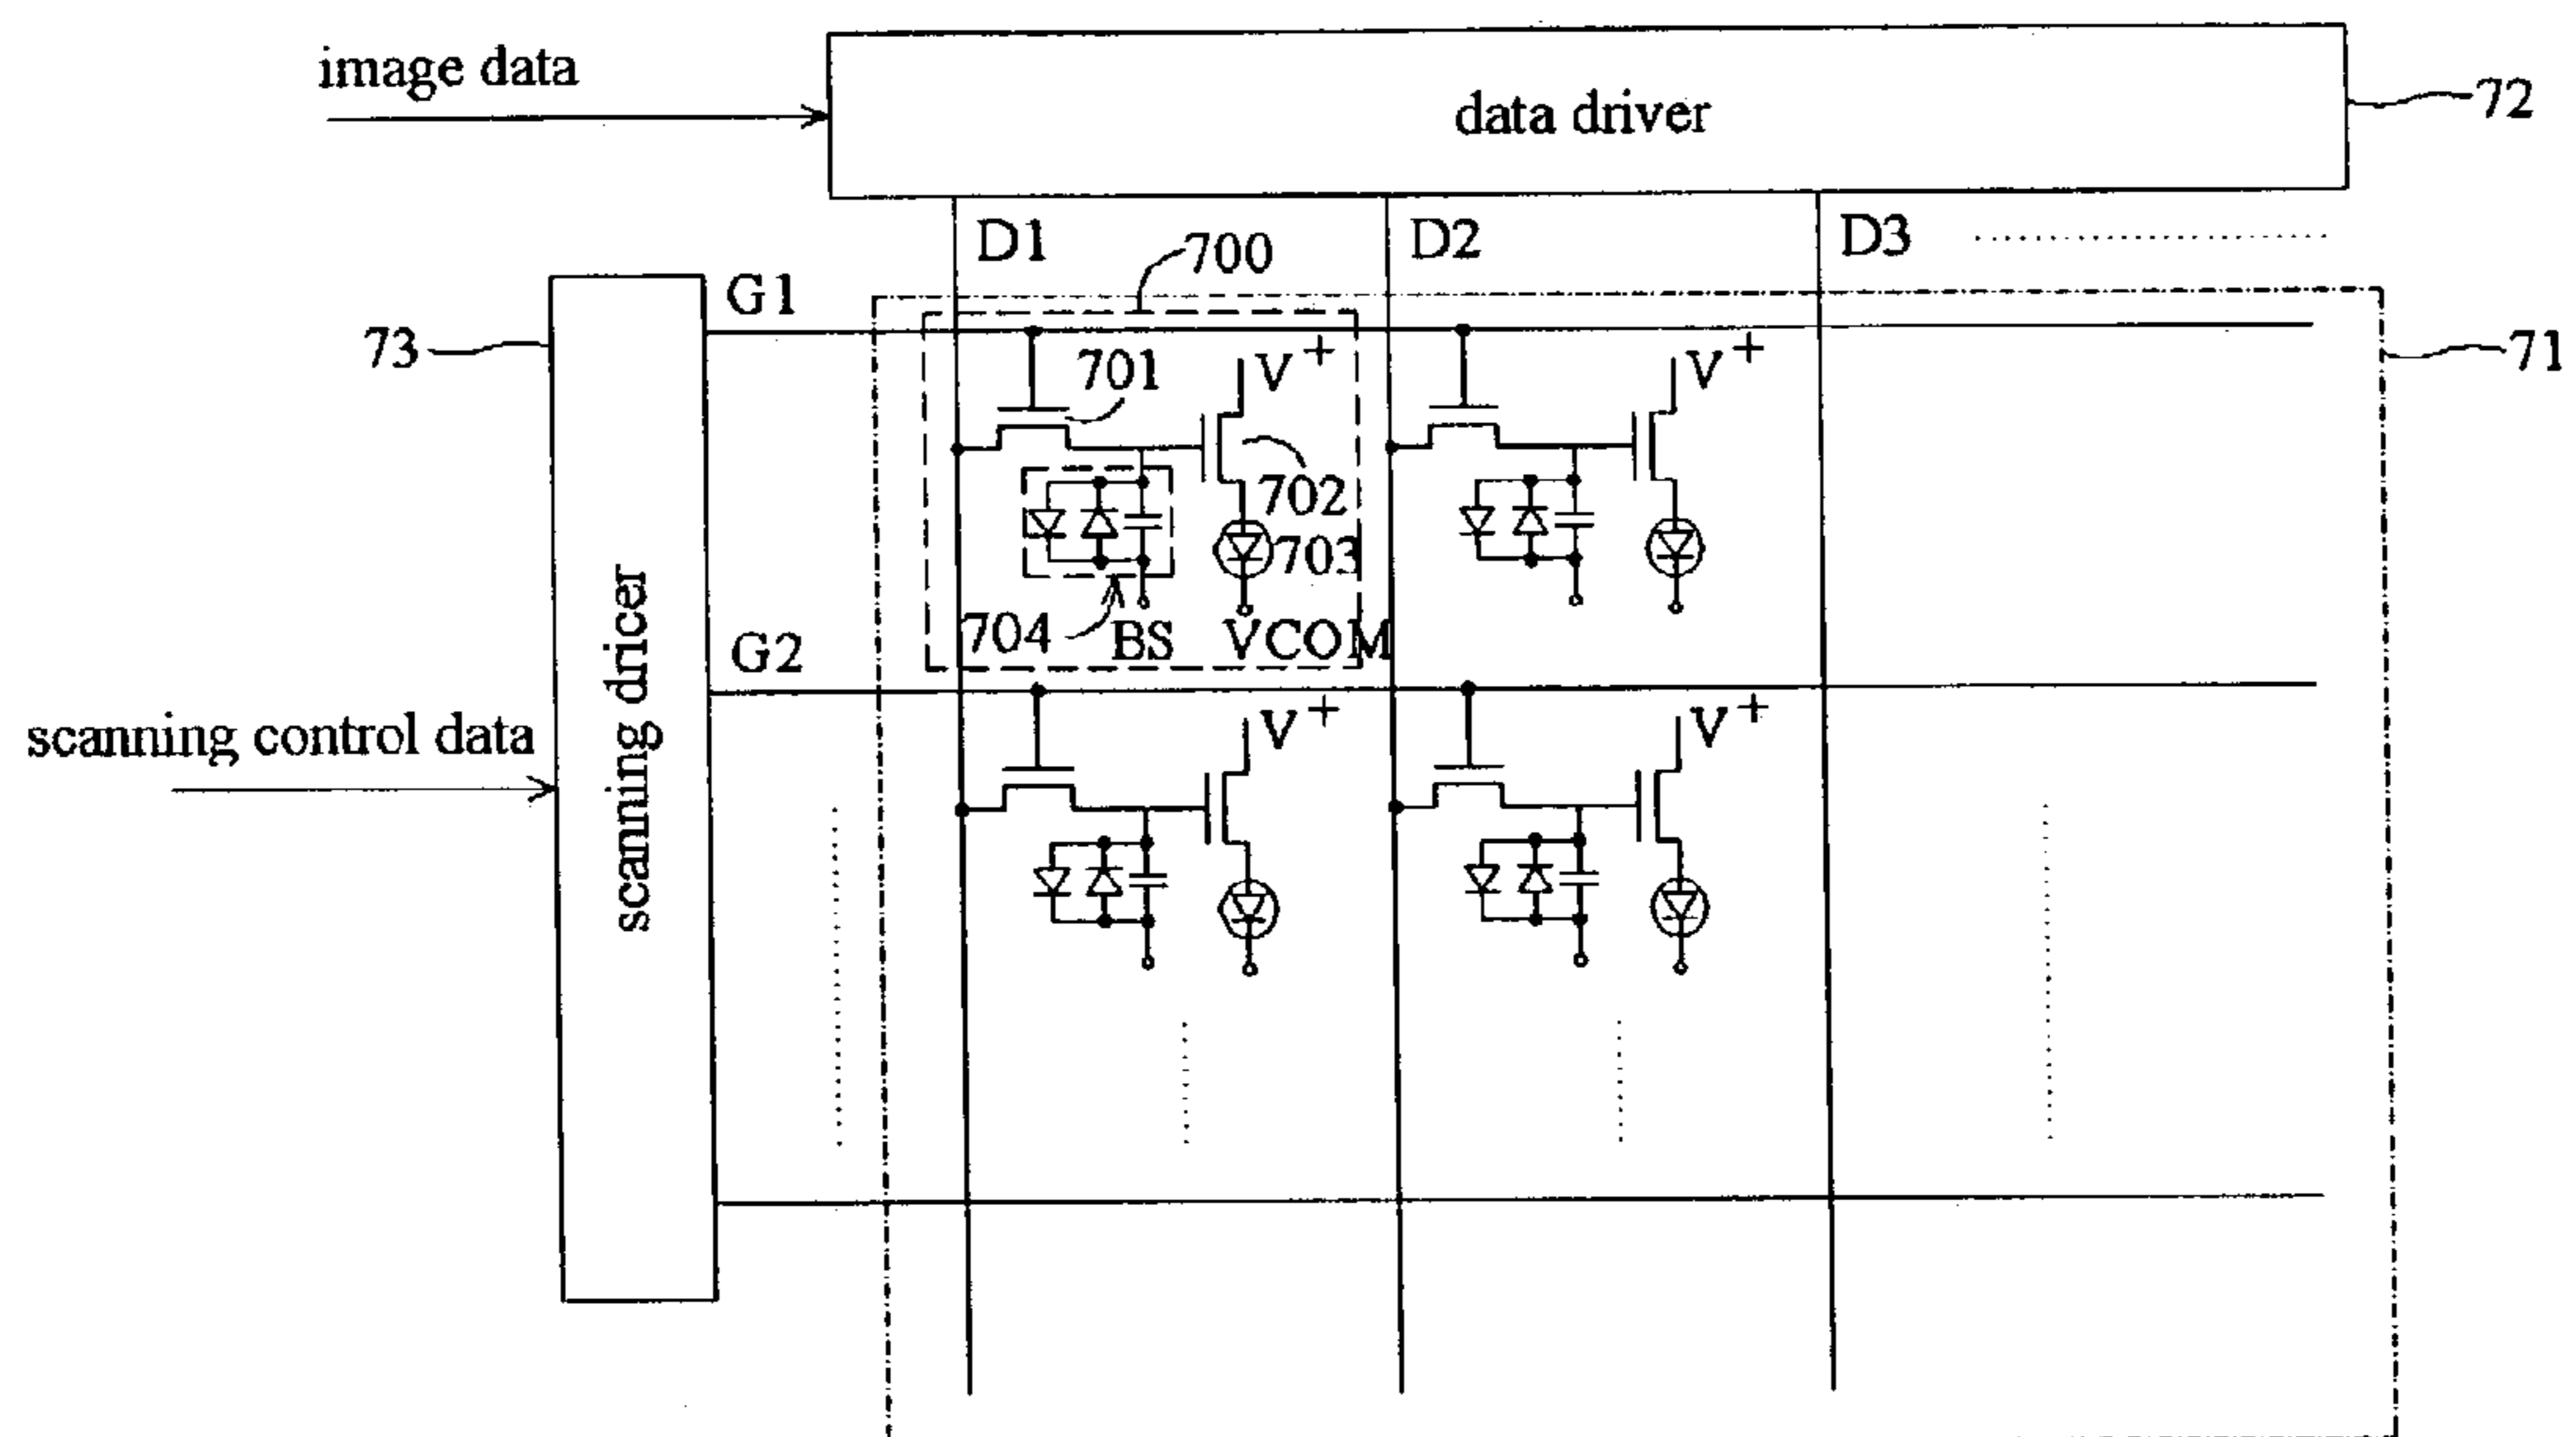 image data
data driver
72
D1
D2
D3
700
G1
73
71
V+
V+
701
702
703
704
BS
VCOM
G2
scanning control data
scanning dricer
V+
V+